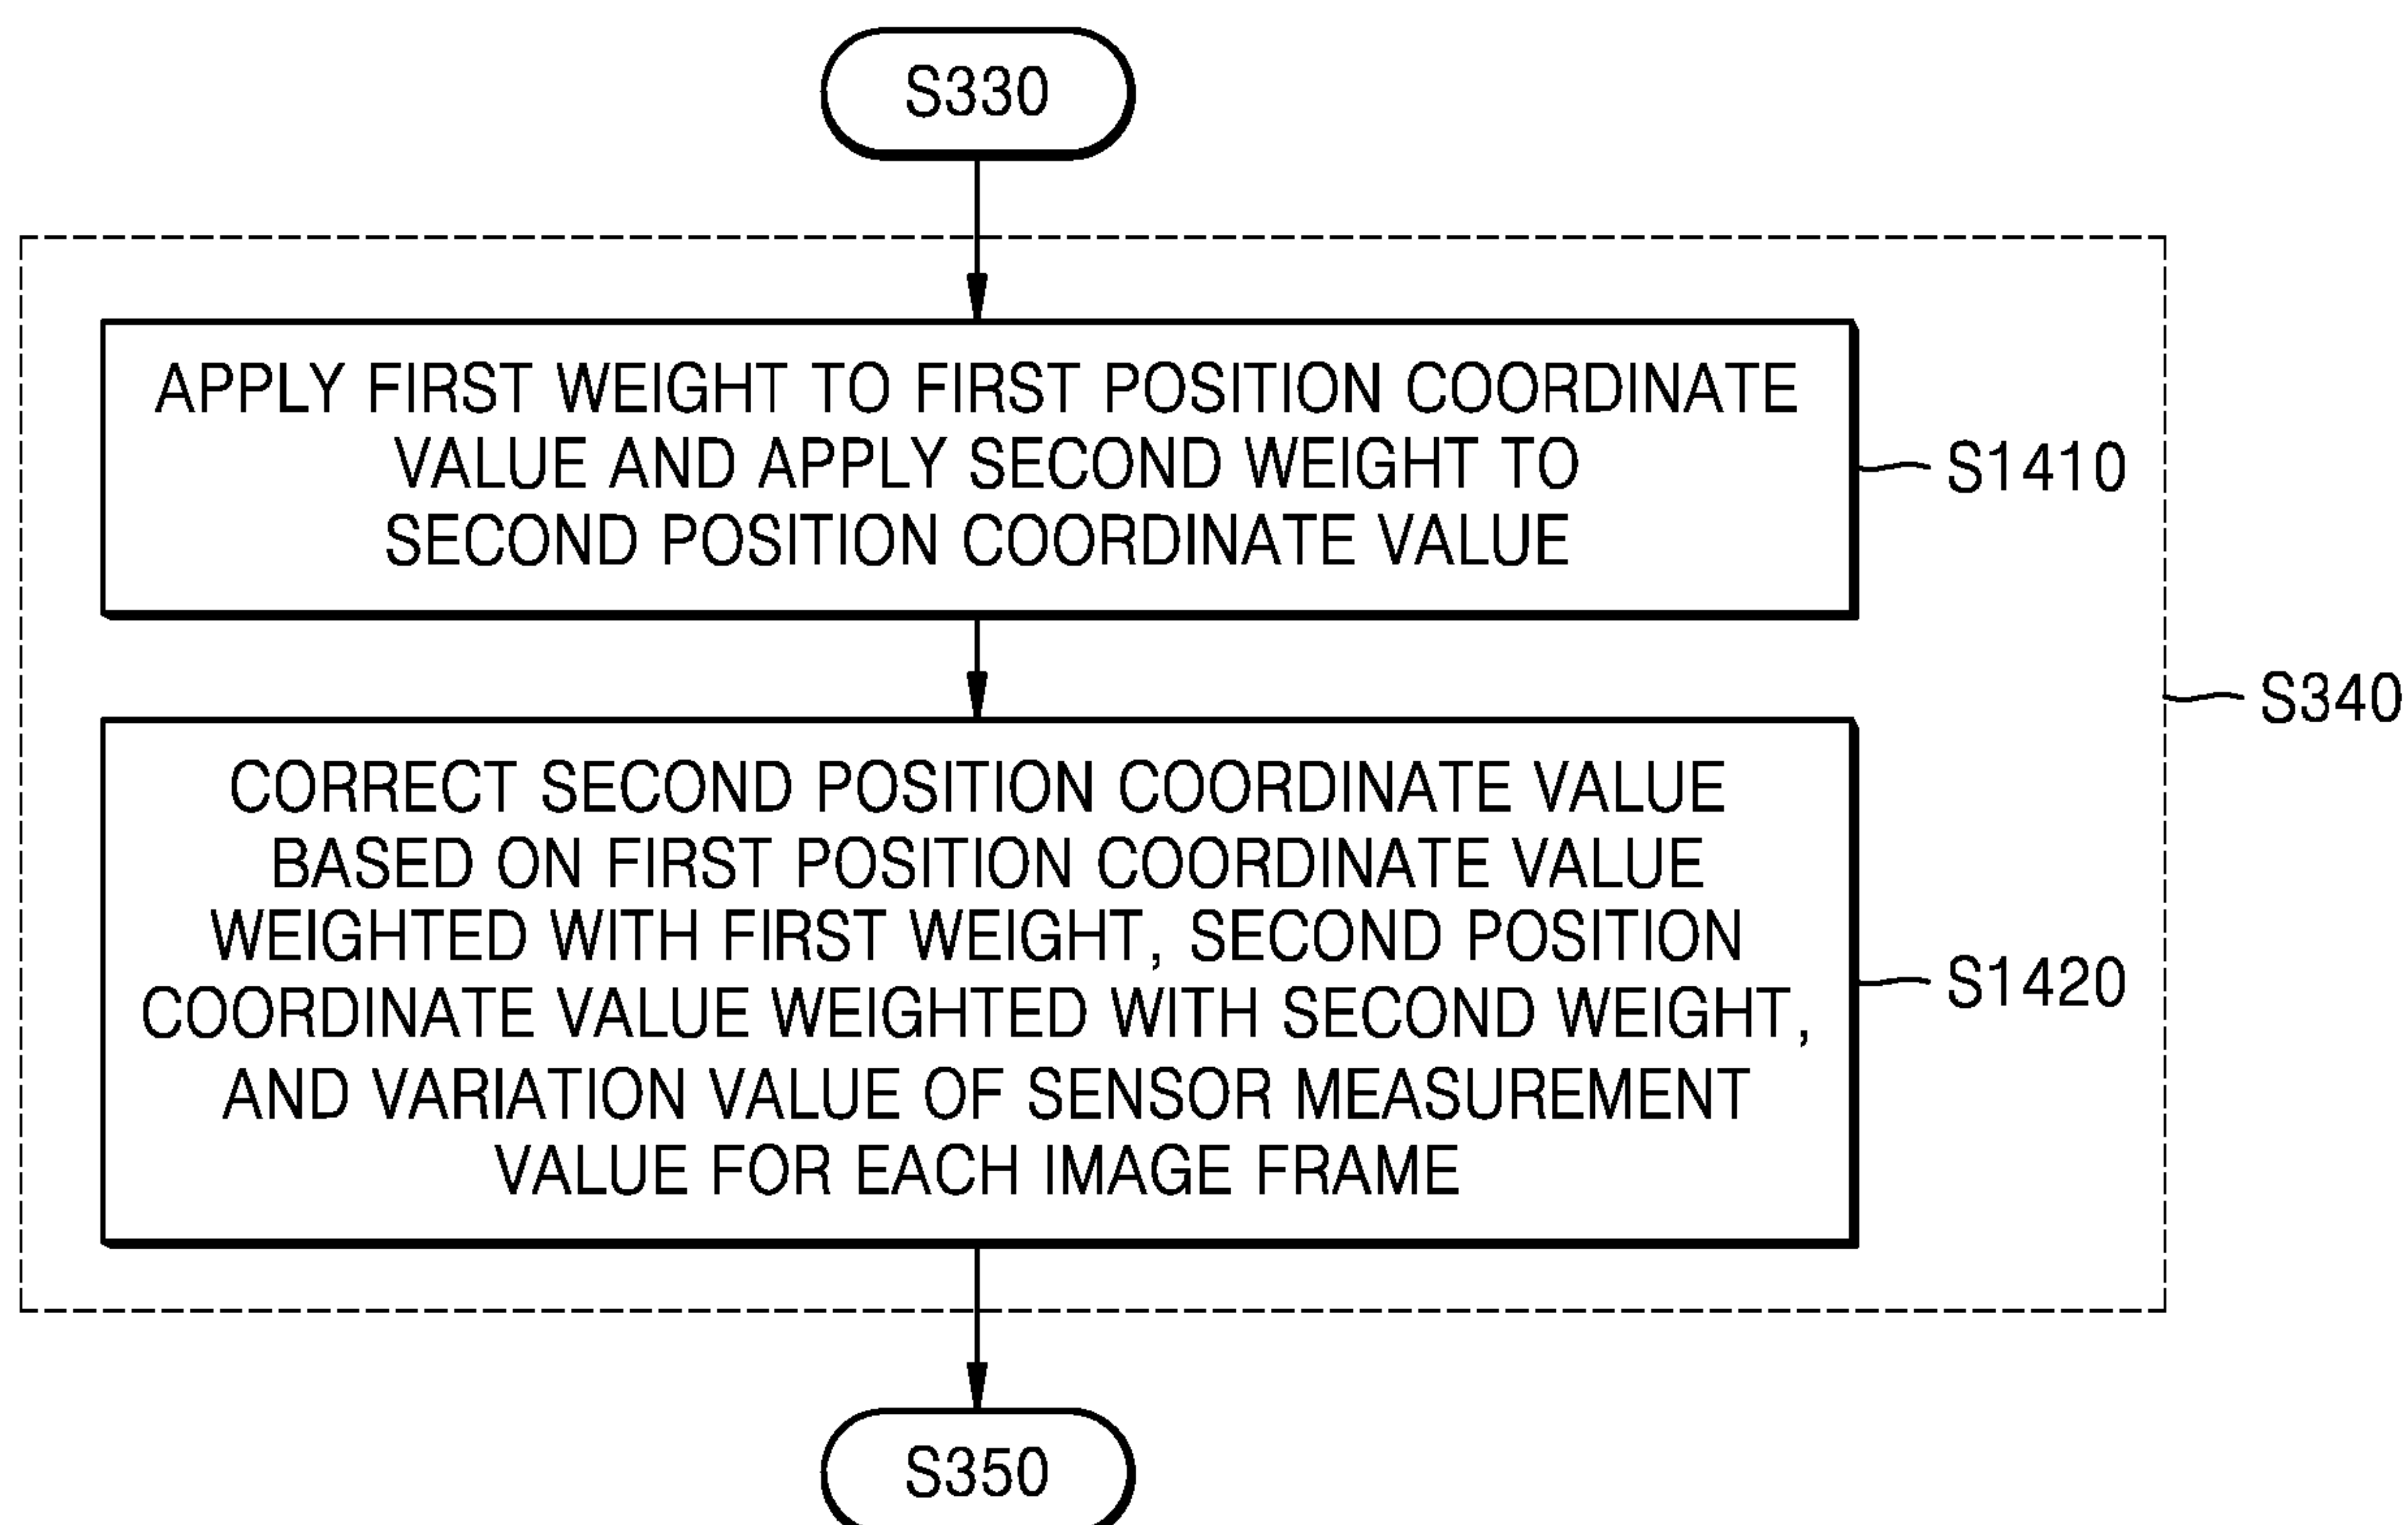 S330
APPLY FIRST WEIGHT TO FIRST POSITION COORDINATE
VALUE AND APPLY SECOND WEIGHT TO
SECOND POSITION COORDINATE VALUE
S1410
S340
CORRECT SECOND POSITION COORDINATE VALUE
BASED ON FIRST POSITION COORDINATE VALUE
WEIGHTED WITH FIRST WEIGHT, SECOND POSITION
COORDINATE VALUE WEIGHTED WITH SECOND WEIGHT,
AND VARIATION VALUE OF SENSOR MEASUREMENT
VALUE FOR EACH IMAGE FRAME
S1420
S350